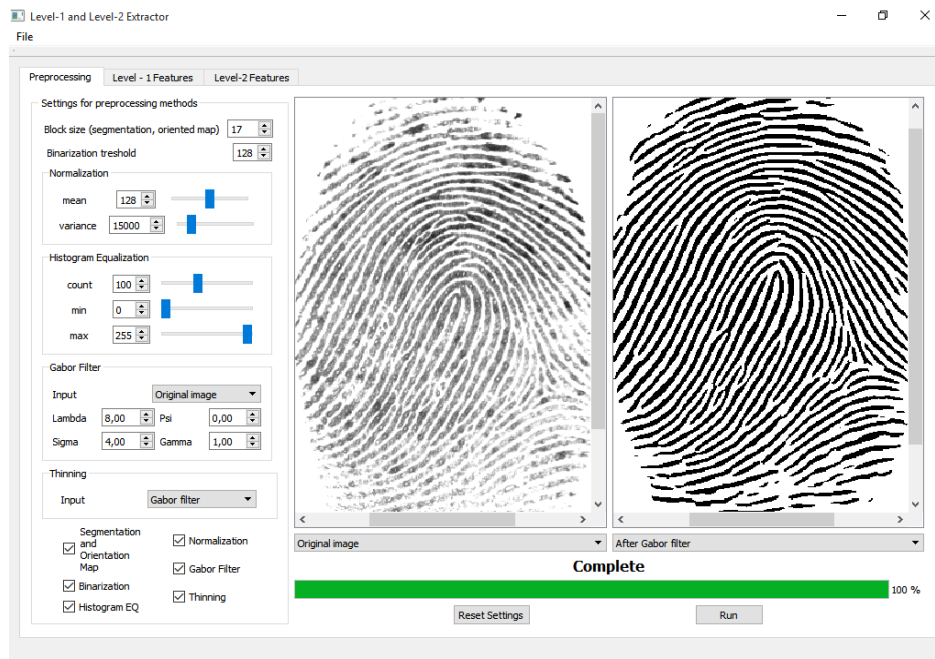 Level-1 and Level-2 Extractor
File
Preprocessing Level - 1 Features Level-2 Features
Settings for preprocessing methods
Block size (segmentation, oriented map) 17
Binarization treshold 128
Normalization
mean 128
variance 15000
Histogram Equalization
count 100
min 0
max 255
Gabor Filter
Input Original image
Lambda 8,00 Psi 0,00
Sigma 4,00 Gamma 1,00
Thinning
Input Gabor filter
Segmentation
and
Orientation
Map
Normalization
Gabor Filter
Binarization
Thinning
Histogram EQ
Original image After Gabor filter
Complete
100 %
Reset Settings Run